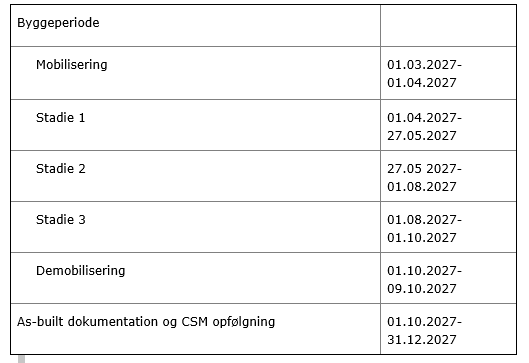 Byggeperiode
Mobilisering
01.03.2027-
01.04.2027
Stadie 1
01.04.2027-
27.05.2027
Stadie 2
27.05 2027-
01.08.2027
Stadie 3
01.08.2027-
01.10.2027
Demobilisering
01.10.2027-
09.10.2027
As-built dokumentation og CSM opfølgning
01.10.2027-
31.12.2027